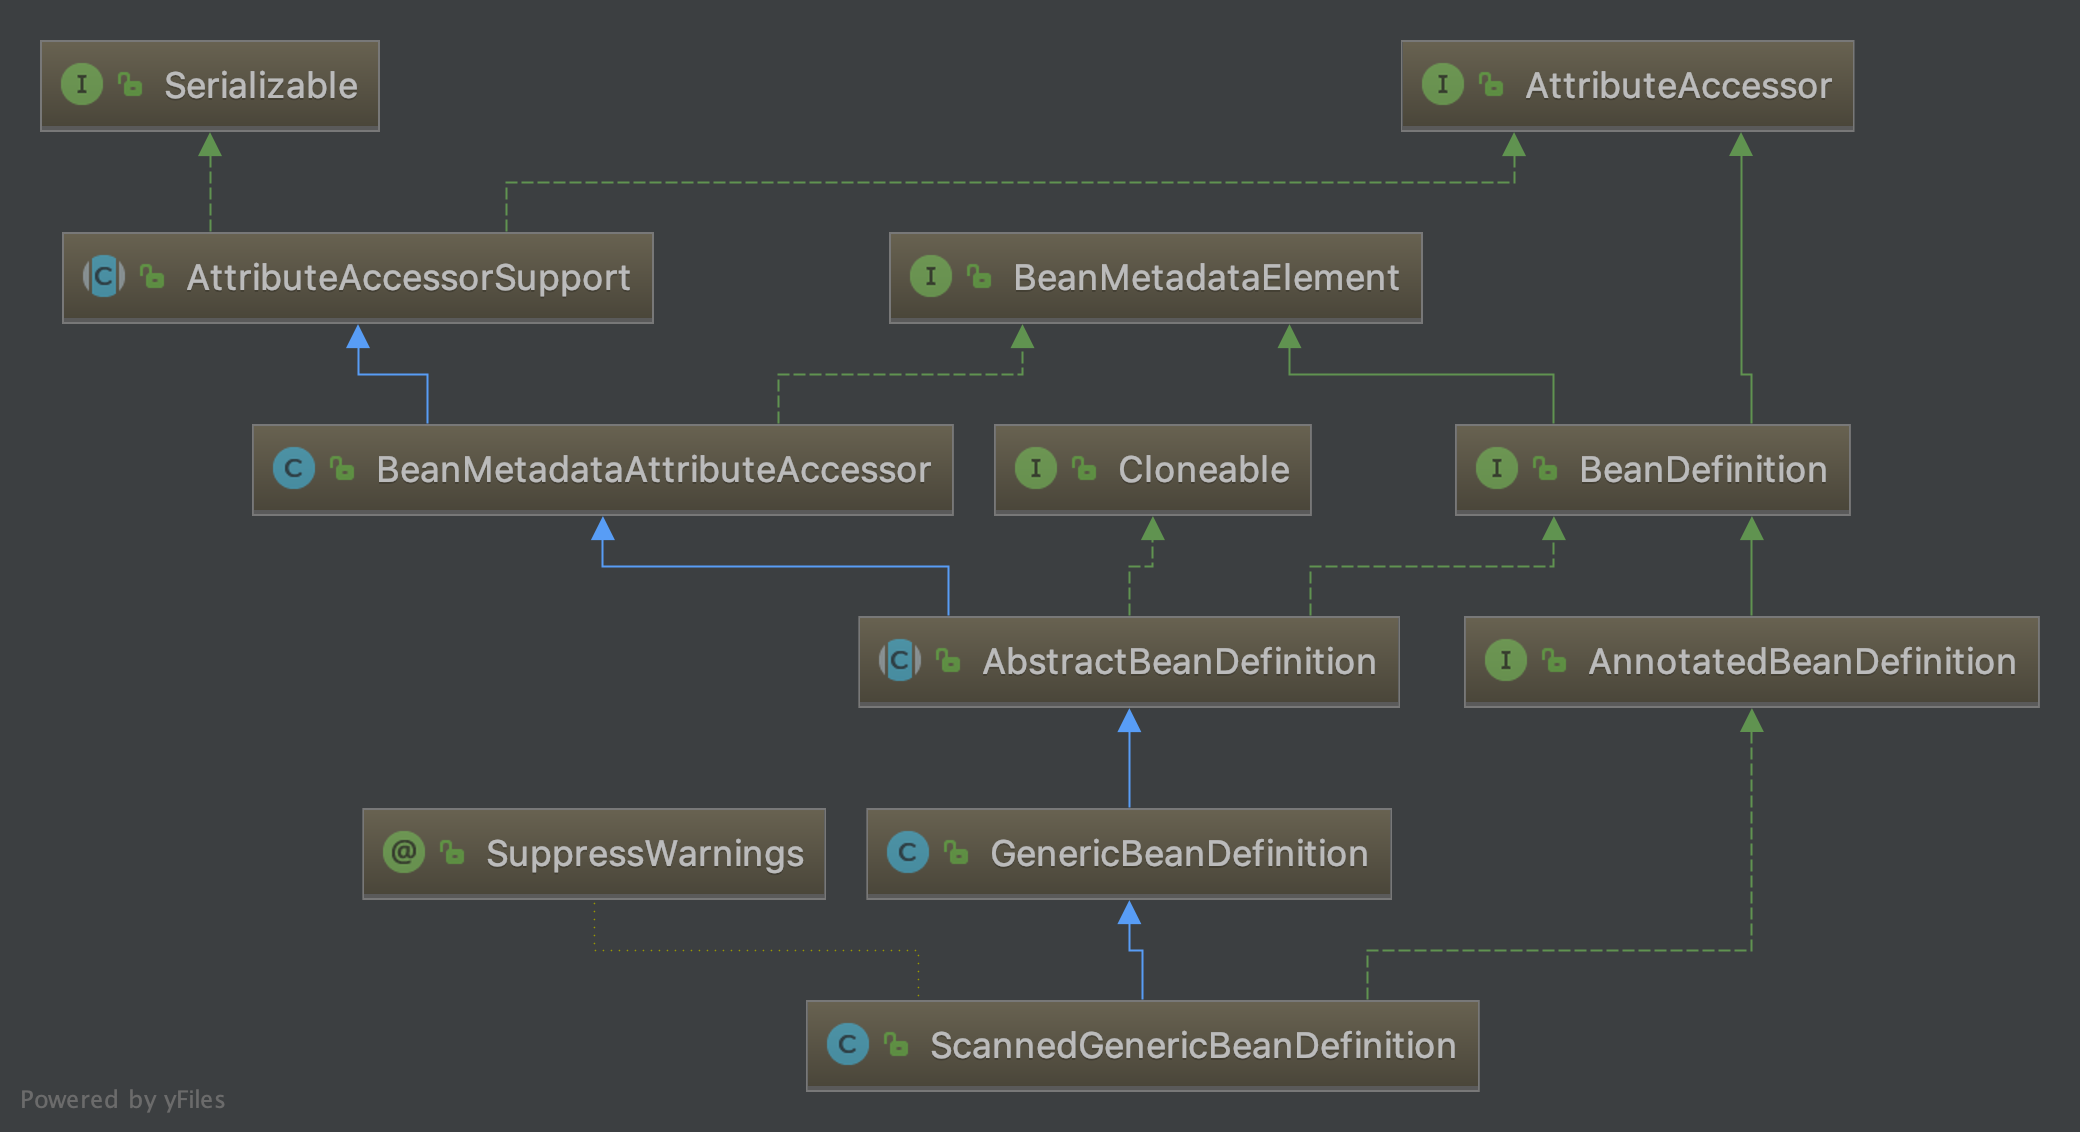 I Serializable
I AttributeAccessor
C AttributeAccessorSupport
I BeanMetadataElement
C BeanMetadataAttributeAccessor
I Cloneable
I BeanDefinition
C AbstractBeanDefinition
I AnnotatedBeanDefinition
@ SuppressWarnings
C GenericBeanDefinition
C ScannedGenericBeanDefinition
Powered by yFiles